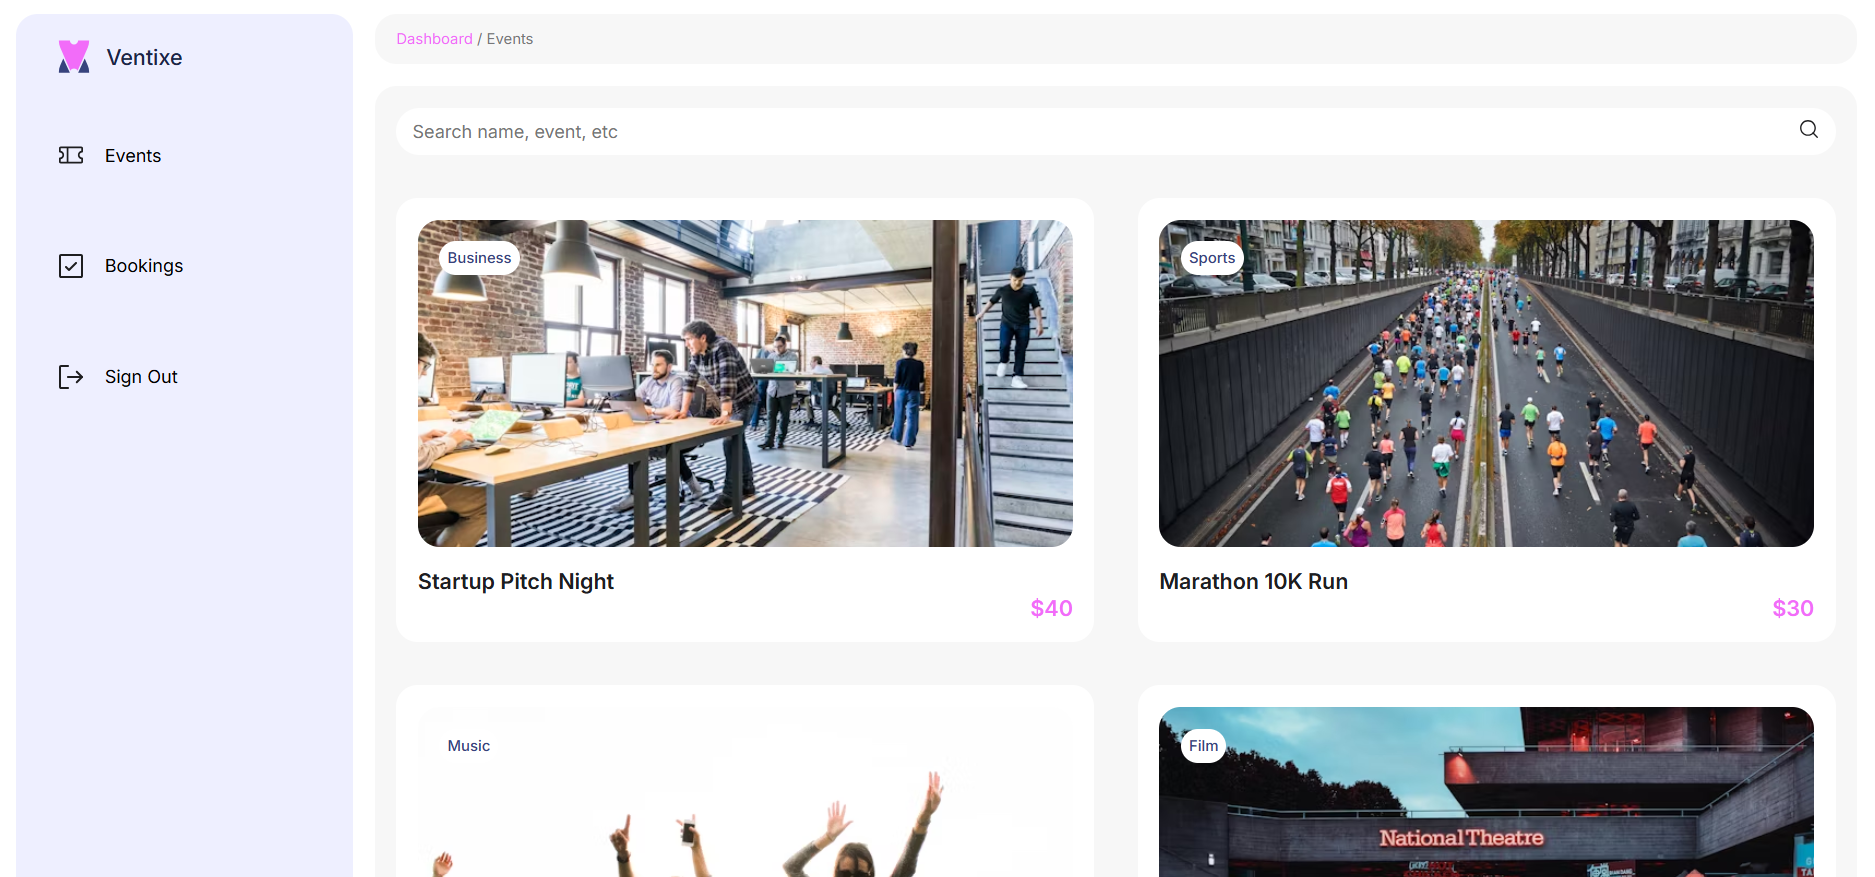 Ventixe
Events
Bookings
Sign Out
Dashboard / Events
Search name, event, etc
Business
Startup Pitch Night
$40
Sports
Marathon 10K Run
$30
Music
Film
National Theatre